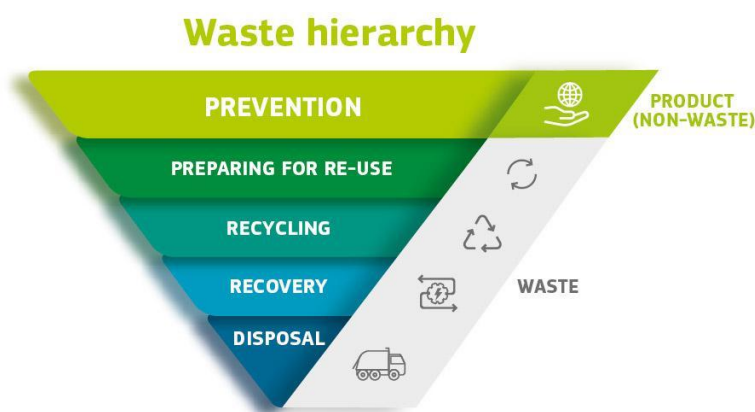 Waste hierarchy
PREVENTION
PRODUCT
(NON-WASTE)
PREPARING FOR RE-USE
RECYCLING
RECOVERY
WASTE
DISPOSAL